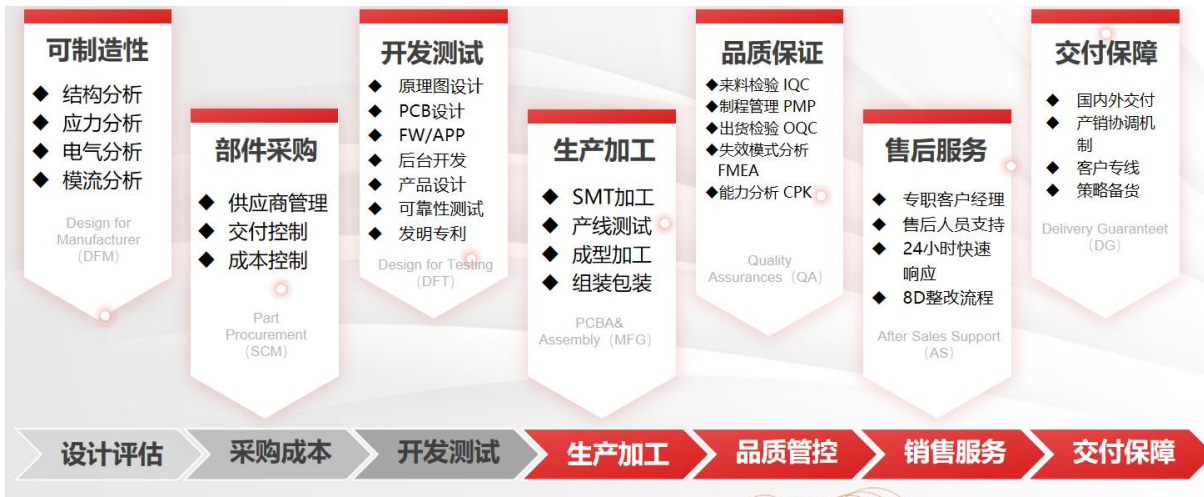 可制造性
◆ 结构分析
◆ 应力分析
◆ 电气分析
◆ 模流分析
Design for
Manufacturer
(DFM)
部件采购
◆ 供应商管理
◆ 交付控制
◆ 成本控制
Part
Procurement
(SCM)
开发测试
◆ 原理图设计
◆ PCB设计
◆ FW/APP
◆ 后台开发
◆ 产品设计
◆ 可靠性测试
◆ 发明专利
Design for Testing
(DFT)
生产加工
◆ SMT加工
◆ 产线测试
◆ 成型加工
◆ 组装包装
PCBA&
Assembly（MFG）
品质保证
◆来料检验 IQC
◆制程管理 PMP
◆出货检验 OQC
◆失效模式分析
FMEA
◆能力分析 CPK
Quality
Assurances（QA）
售后服务
◆ 专职客户经理
◆ 售后人员支持
◆ 24小时快速
响应
◆ 8D整改流程
After Sales Support
(AS)
交付保障
◆ 国内外交付
◆ 产销协调机
制
◆ 客户专线
◆ 策略备货
Delivery Guaranteet
(DG)
设计评估
采购成本
开发测试
生产加工
品质管控
销售服务
交付保障